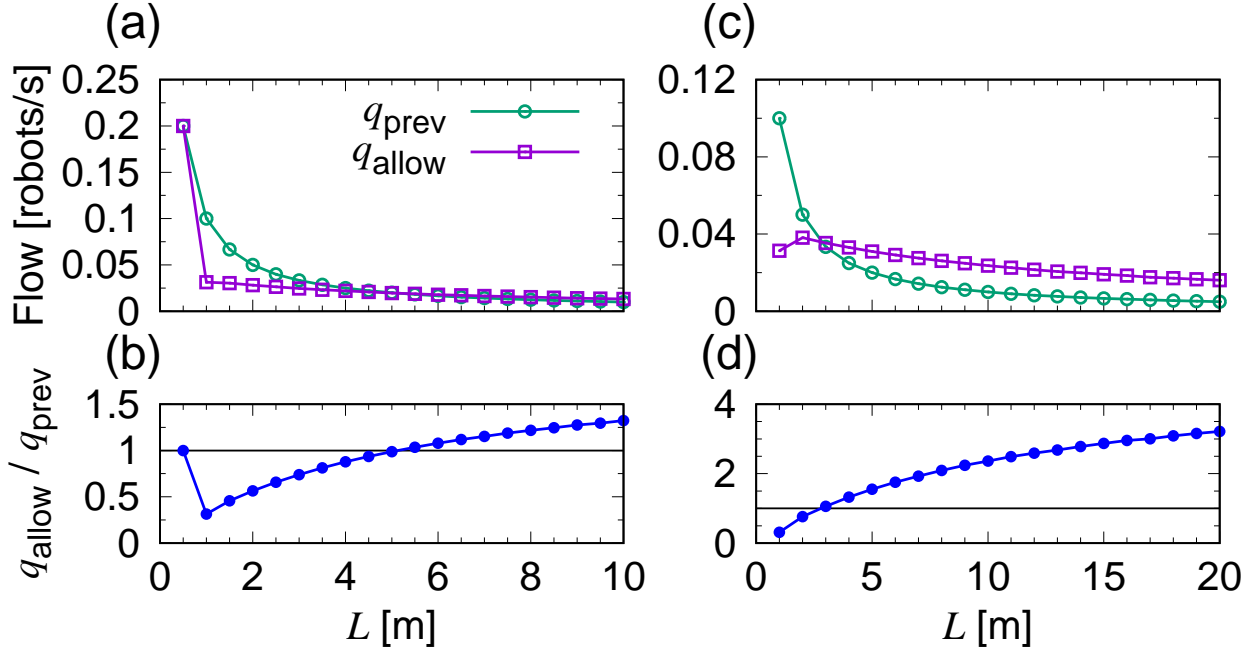 (a)
Flow [robots/s]
0.25
0.2
0.15
0.1
0.05
0
q_prev
q_allow
(c)
0.12
0.08
0.04
0
(b)
q_allow / q_prev
1.5
1
0.5
0
0 2 4 6 8 10
L [m]
(d)
4
2
0
0 5 10 15 20
L [m]